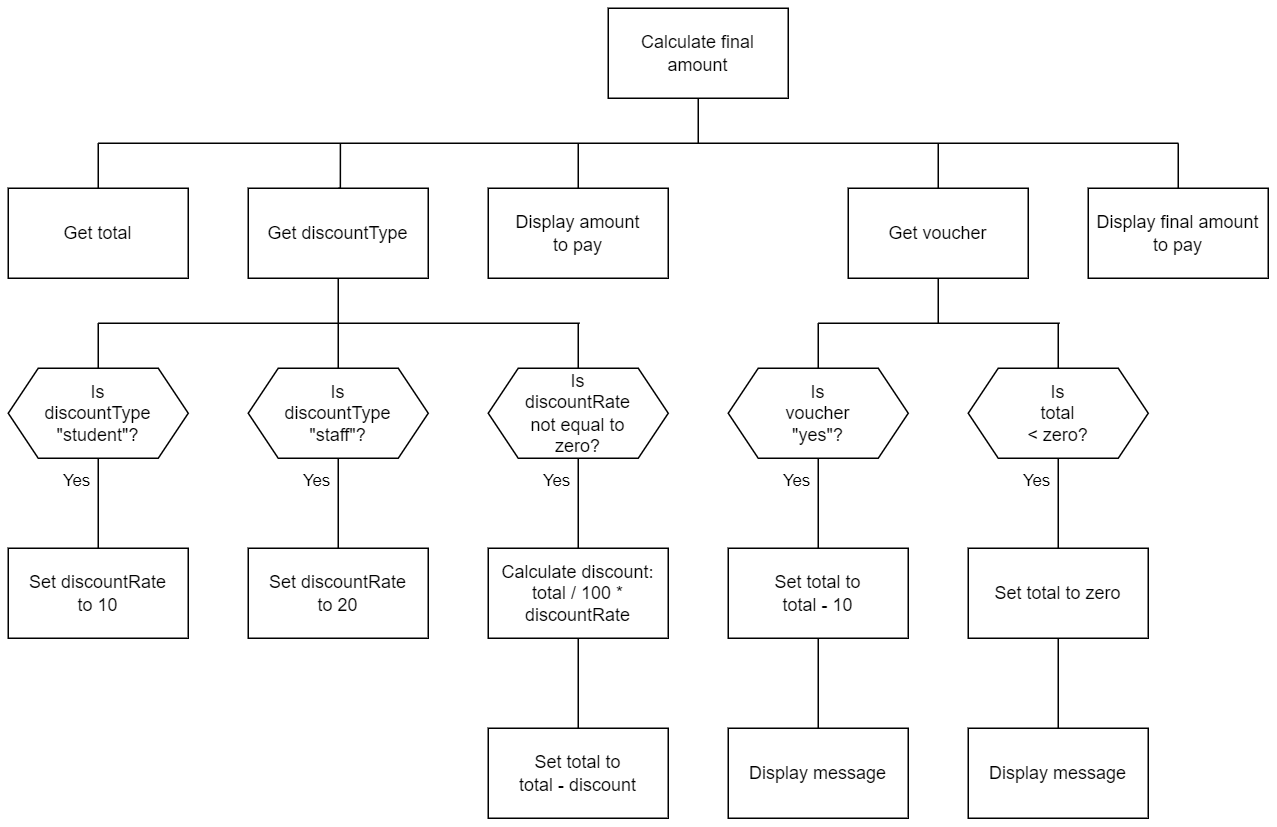 Calculate final
amount
Get total
Get discountType
Display amount
to pay
Get voucher
Display final amount
to pay
Is
discountType
"student"?
Is
discountType
"staff"?
Is
discountRate
not equal to
zero?
Is
voucher
"yes"?
Is
total
< zero?
Yes
Yes
Yes
Yes
Yes
Set discountRate
to 10
Set discountRate
to 20
Calculate discount:
total / 100 *
discountRate
Set total to
total - 10
Set total to zero
Set total to
total - discount
Display message
Display message